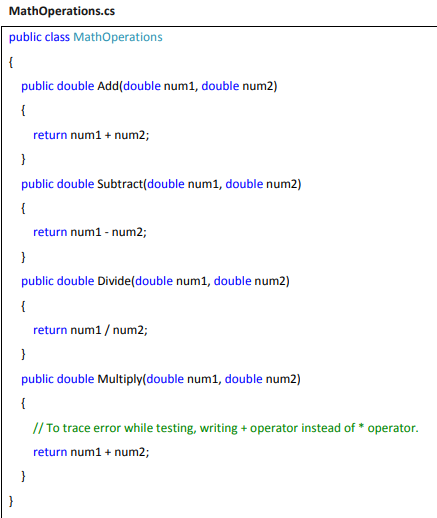 MathOperations.cs
public class MathOperations
{
public double Add(double num1, double num2)
{
return num1 + num2;
}
public double Subtract(double num1, double num2)
{
return num1 - num2;
}
public double Divide(double num1, double num2)
{
return num1 / num2;
}
public double Multiply(double num1, double num2)
{
// To trace error while testing, writing + operator instead of * operator.
return num1 + num2;
}
}